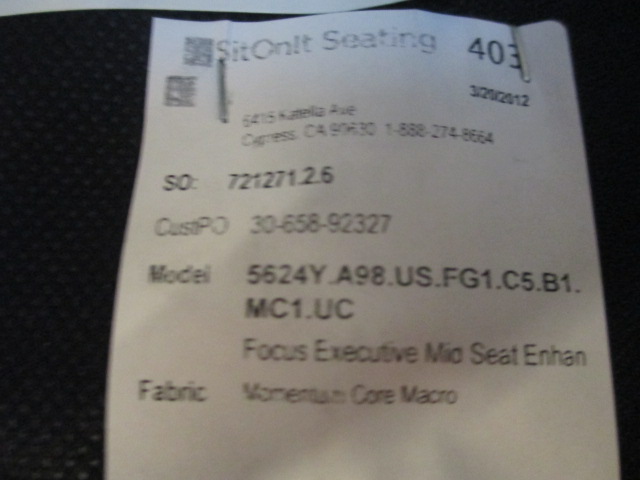 SitOnIt Seating 403
3/20/2012
6415 Katella Ave
Cypress, CA 90630 1-888-274-8664
SO: 721271.2.6
CustPO 30-658-92327
Model 5624Y.A98.US.FG1.C5.B1.
MC1.UC
Focus Executive Mid Seat Enhan
Fabric Momentum Core Macro